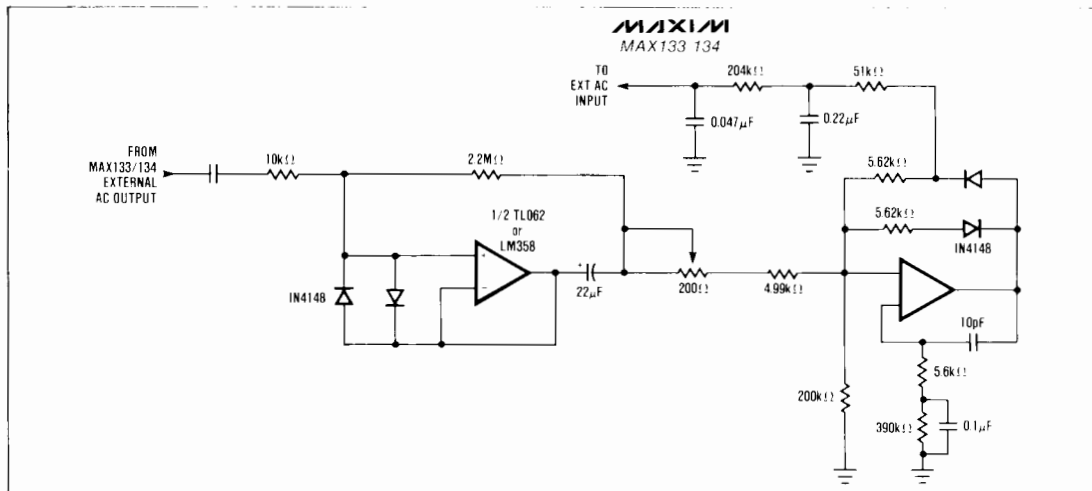 MAXIM
MAX133 134
TO
EXT AC
INPUT
204kΩ
51kΩ
0.047μF
0.22μF
FROM
MAX133/134
EXTERNAL
AC OUTPUT
10kΩ
2.2MΩ
5.62kΩ
1/2 TL062
or
LM358
5.62kΩ
IN4148
+
−
+
22μF
200Ω
4.99kΩ
IN4148
10pF
5.6kΩ
200kΩ
390kΩ
0.1μF